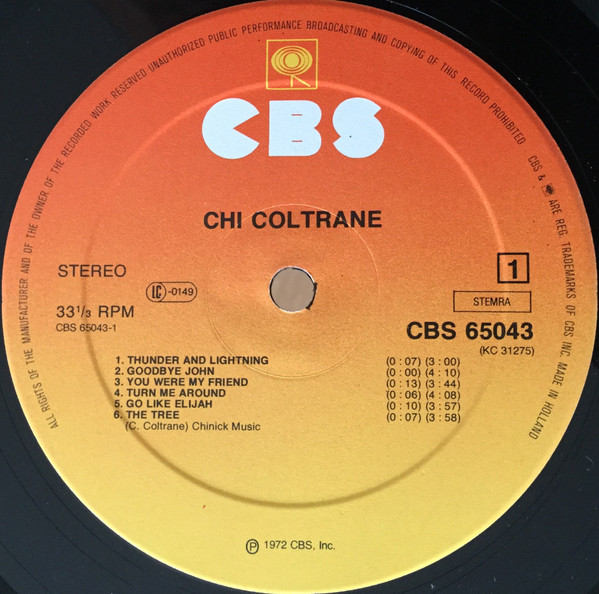 ALL RIGHTS OF THE MANUFACTURER AND OF THE OWNER OF THE RECORDED WORK RESERVED UNAUTHORIZED PUBLIC PERFORMANCE BROADCASTING AND COPYING OF THIS RECORD PROHIBITED CBS & ARE REG. TRADEMARKS OF CBS INC. MADE IN HOLLAND
CBS
CHI COLTRANE
STEREO
LC-0149
1
33 1/3 RPM
STEMRA
CBS 65043-1
CBS 65043
(KC 31275)
1. THUNDER AND LIGHTNING (0 : 07) (3 : 00)
2. GOODBYE JOHN (0 : 00) (4 : 10)
3. YOU WERE MY FRIEND (0 : 13) (3 : 44)
4. TURN ME AROUND (0 : 06) (4 : 08)
5. GO LIKE ELIJAH (0 : 10) (3 : 57)
6. THE TREE (0 : 07) (3 : 58)
(C. Coltrane) Chinick Music
℗ 1972 CBS, Inc.